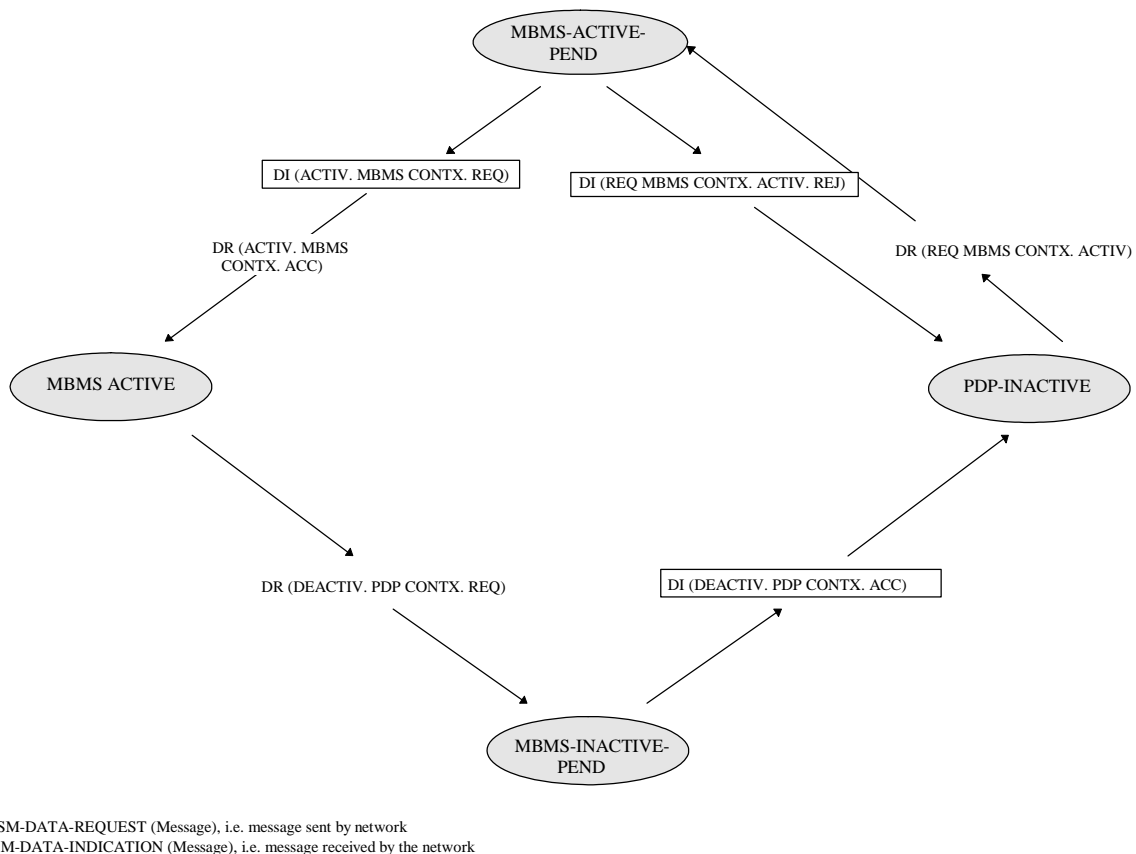 MBMS-ACTIVE-
PEND
DI (ACTIV. MBMS CONTX. REQ)
DI (REQ MBMS CONTX. ACTIV. REJ)
DR (ACTIV. MBMS
CONTX. ACC)
DR (REQ MBMS CONTX. ACTIV)
MBMS ACTIVE
PDP-INACTIVE
DR (DEACTIV. PDP CONTX. REQ)
DI (DEACTIV. PDP CONTX. ACC)
MBMS-INACTIVE-
PEND
SM-DATA-REQUEST (Message), i.e. message sent by network
M-DATA-INDICATION (Message), i.e. message received by the network